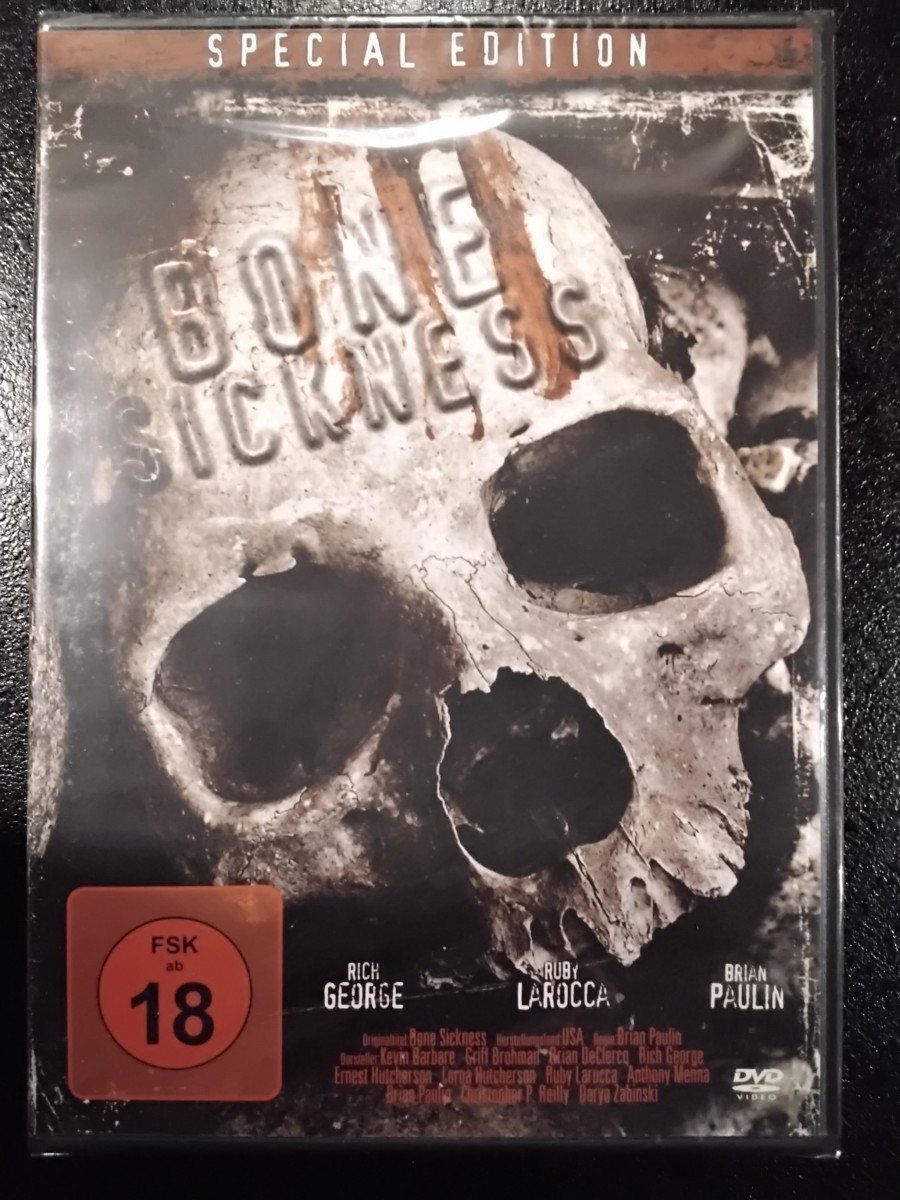 SPECIAL EDITION
BONE
SICKNESS
FSK
ab
18
RICH
GEORGE
RUBY
LAROCCA
BRIAN
PAULIN
Originaltitel: Bone Sickness Herstellungsland: USA Regie: Brian Paulin
Darsteller: Kevin Barbare Griff Brohman Brian DeClercq Rich George
Ernest Hutcherson Lorna Hutcherson Ruby Larocca Anthony Menna
Brian Paulin Christopher P. Reilly Darya Zabinski
DVD
VIDEO